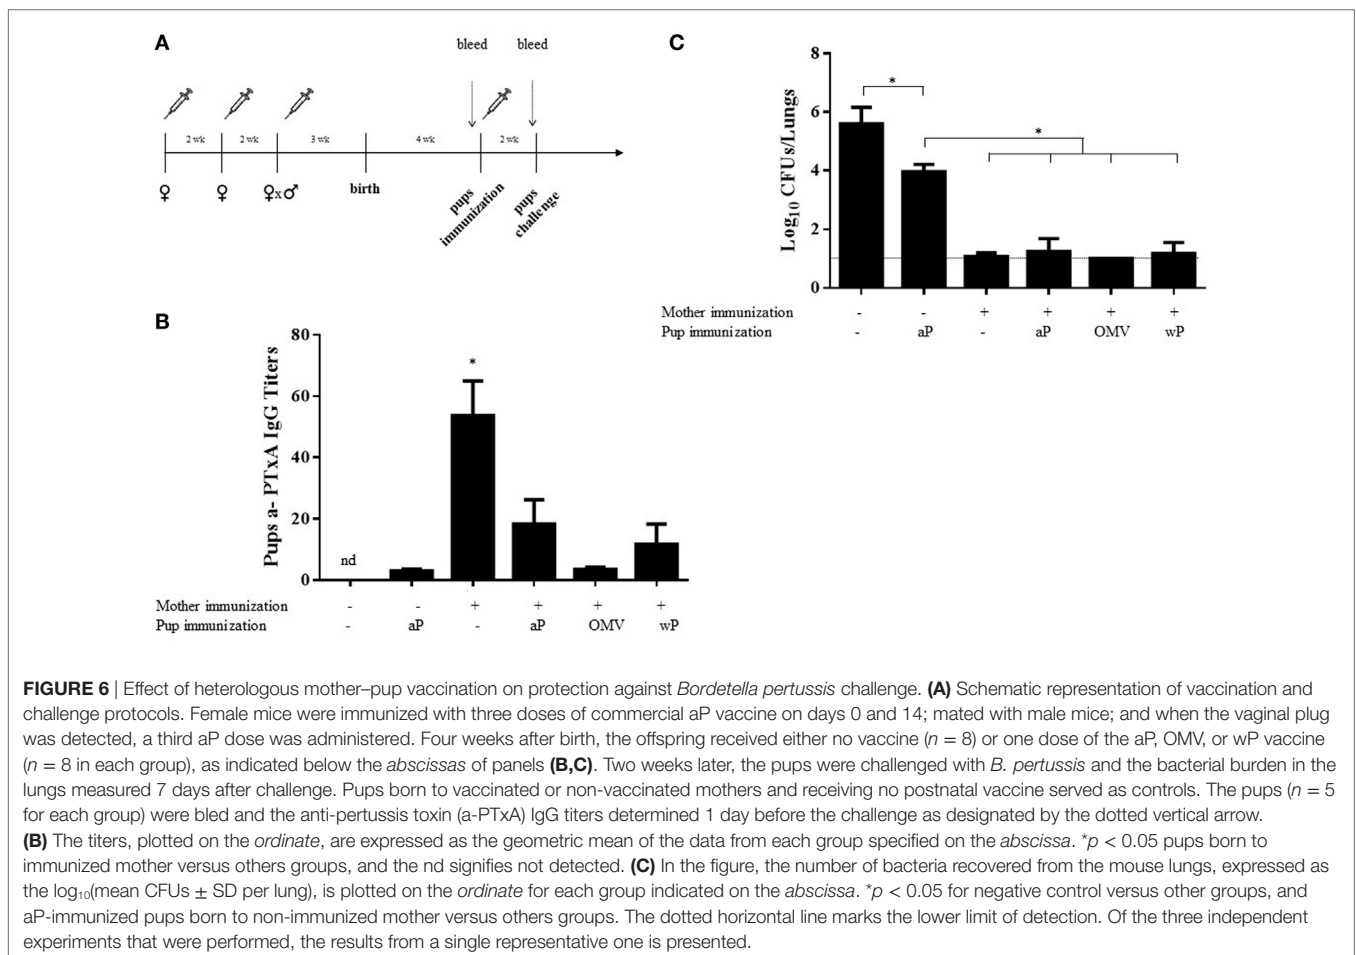 A
bleed
bleed
2 wk
2 wk
3 wk
4 wk
2 wk
♀
♀
♀x♂
birth
pups
immunization
pups
challenge
C
Log10 CFUs/Lungs
8
6
4
2
0
*
*
Mother immunization - - + + + +
Pup immunization - aP - aP OMV wP
B
Pups a- PTxA IgG Titers
80
60
40
20
0
nd
*
Mother immunization - - + + + +
Pup immunization - aP - aP OMV wP
FIGURE 6 | Effect of heterologous mother–pup vaccination on protection against Bordetella pertussis challenge. (A) Schematic representation of vaccination and
challenge protocols. Female mice were immunized with three doses of commercial aP vaccine on days 0 and 14; mated with male mice; and when the vaginal plug
was detected, a third aP dose was administered. Four weeks after birth, the offspring received either no vaccine (n = 8) or one dose of the aP, OMV, or wP vaccine
(n = 8 in each group), as indicated below the abscissas of panels (B,C). Two weeks later, the pups were challenged with B. pertussis and the bacterial burden in the
lungs measured 7 days after challenge. Pups born to vaccinated or non-vaccinated mothers and receiving no postnatal vaccine served as controls. The pups (n = 5
for each group) were bled and the anti-pertussis toxin (a-PTxA) IgG titers determined 1 day before the challenge as designated by the dotted vertical arrow.
(B) The titers, plotted on the ordinate, are expressed as the geometric mean of the data from each group specified on the abscissa. *p < 0.05 pups born to
immunized mother versus others groups, and the nd signifies not detected. (C) In the figure, the number of bacteria recovered from the mouse lungs, expressed as
the log10(mean CFUs ± SD per lung), is plotted on the ordinate for each group indicated on the abscissa. *p < 0.05 for negative control versus other groups, and
aP-immunized pups born to non-immunized mother versus others groups. The dotted horizontal line marks the lower limit of detection. Of the three independent
experiments that were performed, the results from a single representative one is presented.